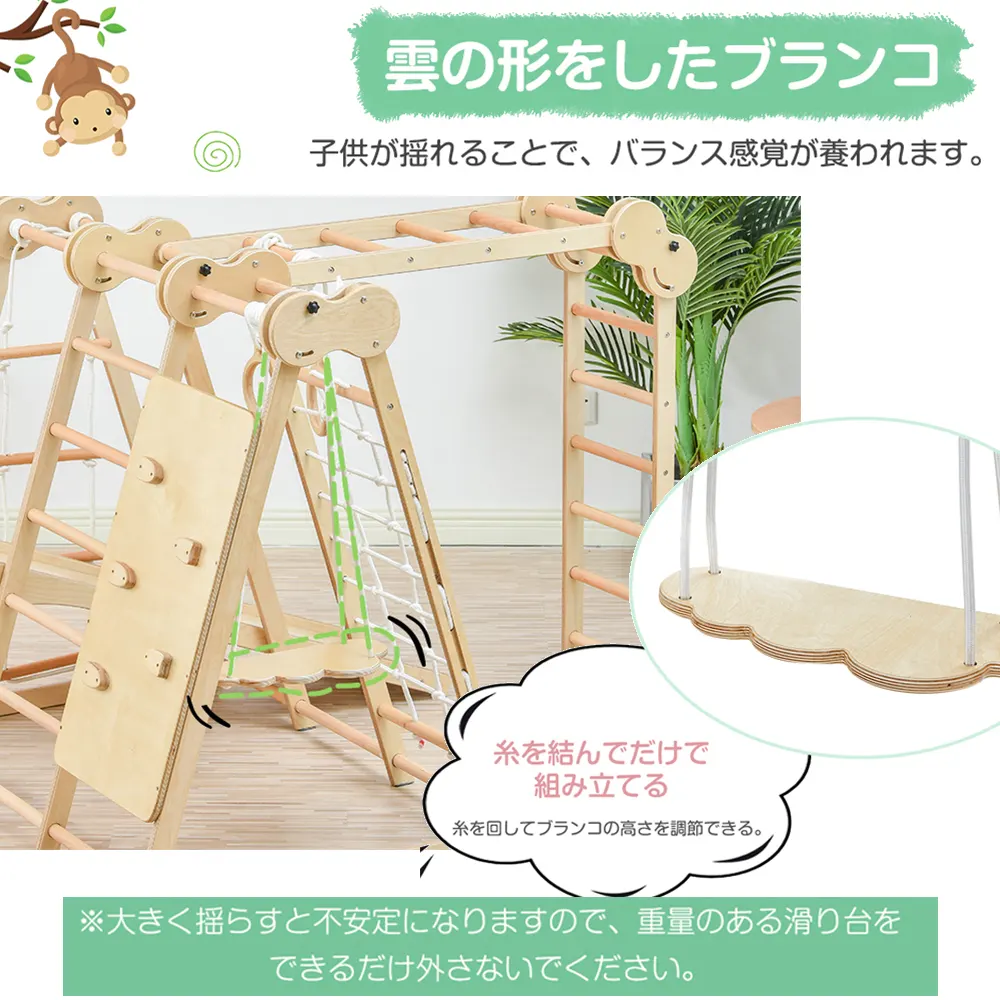 雲の形をしたブランコ
子供が揺れることで、バランス感覚が養われます。
糸を結んでだけで
組み立てる
糸を回してブランコの高さを調節できる。
※大きく揺らすと不安定になりますので、重量のある滑り台を
できるだけ外さないでください。